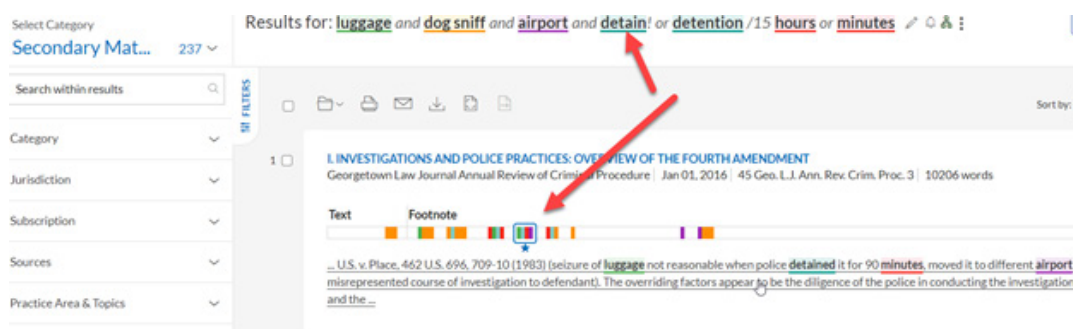 Select Category
Secondary Mat... 237
Results for: luggage and dog sniff and airport and detain! or detention /15 hours or minutes
Search within results
FILTERS
Sort by:
Category
Jurisdiction
Subscription
Sources
Practice Area & Topics
1
I. INVESTIGATIONS AND POLICE PRACTICES: OVERVIEW OF THE FOURTH AMENDMENT
Georgetown Law Journal Annual Review of Criminal Procedure | Jan 01, 2016 | 45 Geo. L.J. Ann. Rev. Crim. Proc. 3 | 10206 words
Text Footnote
... U.S. v. Place, 462 U.S. 696, 709-10 (1983) (seizure of luggage not reasonable when police detained it for 90 minutes, moved it to different airport
misrepresented course of investigation to defendant). The overriding factors appear to be the diligence of the police in conducting the investigation
and the ...